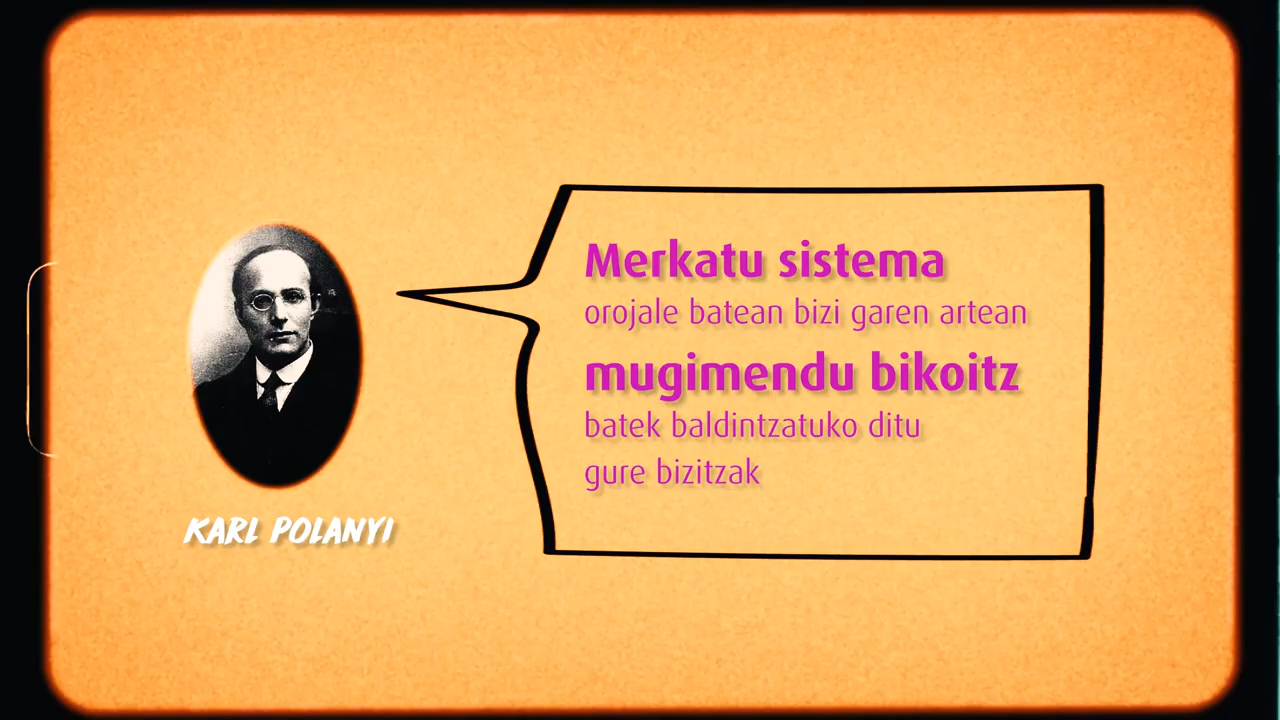 Merkatu sistema
orojale batean bizi garen artean
mugimendu bikoitz
batek baldintzatuko ditu
gure bizitzak
KARL POLANYI